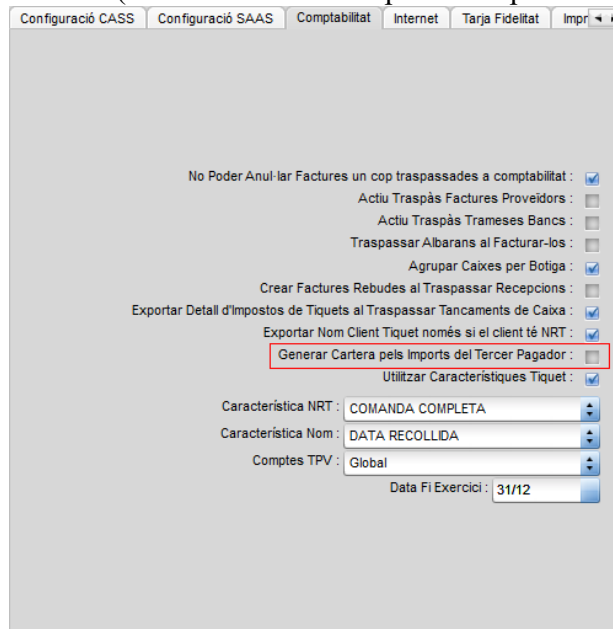 Configuració CASS Configuració SAAS Comptabilitat Internet Tarja Fidelitat Impr
No Poder Anul·lar Factures un cop traspassades a comptabilitat :
Actiu Traspàs Factures Proveïdors :
Actiu Traspàs Trameses Bancs :
Traspassar Albarans al Facturar-los :
Agrupar Caixes per Botiga :
Crear Factures Rebudes al Traspassar Recepcions :
Exportar Detall d'Impostos de Tiquets al Traspassar Tancaments de Caixa :
Exportar Nom Client Tiquet només si el client té NRT :
Generar Cartera pels Imports del Tercer Pagador :
Utilitzar Característiques Tiquet :
Característica NRT : COMANDA COMPLETA
Característica Nom : DATA RECOLLIDA
Comptes TPV : Global
Data Fi Exercici : 31/12